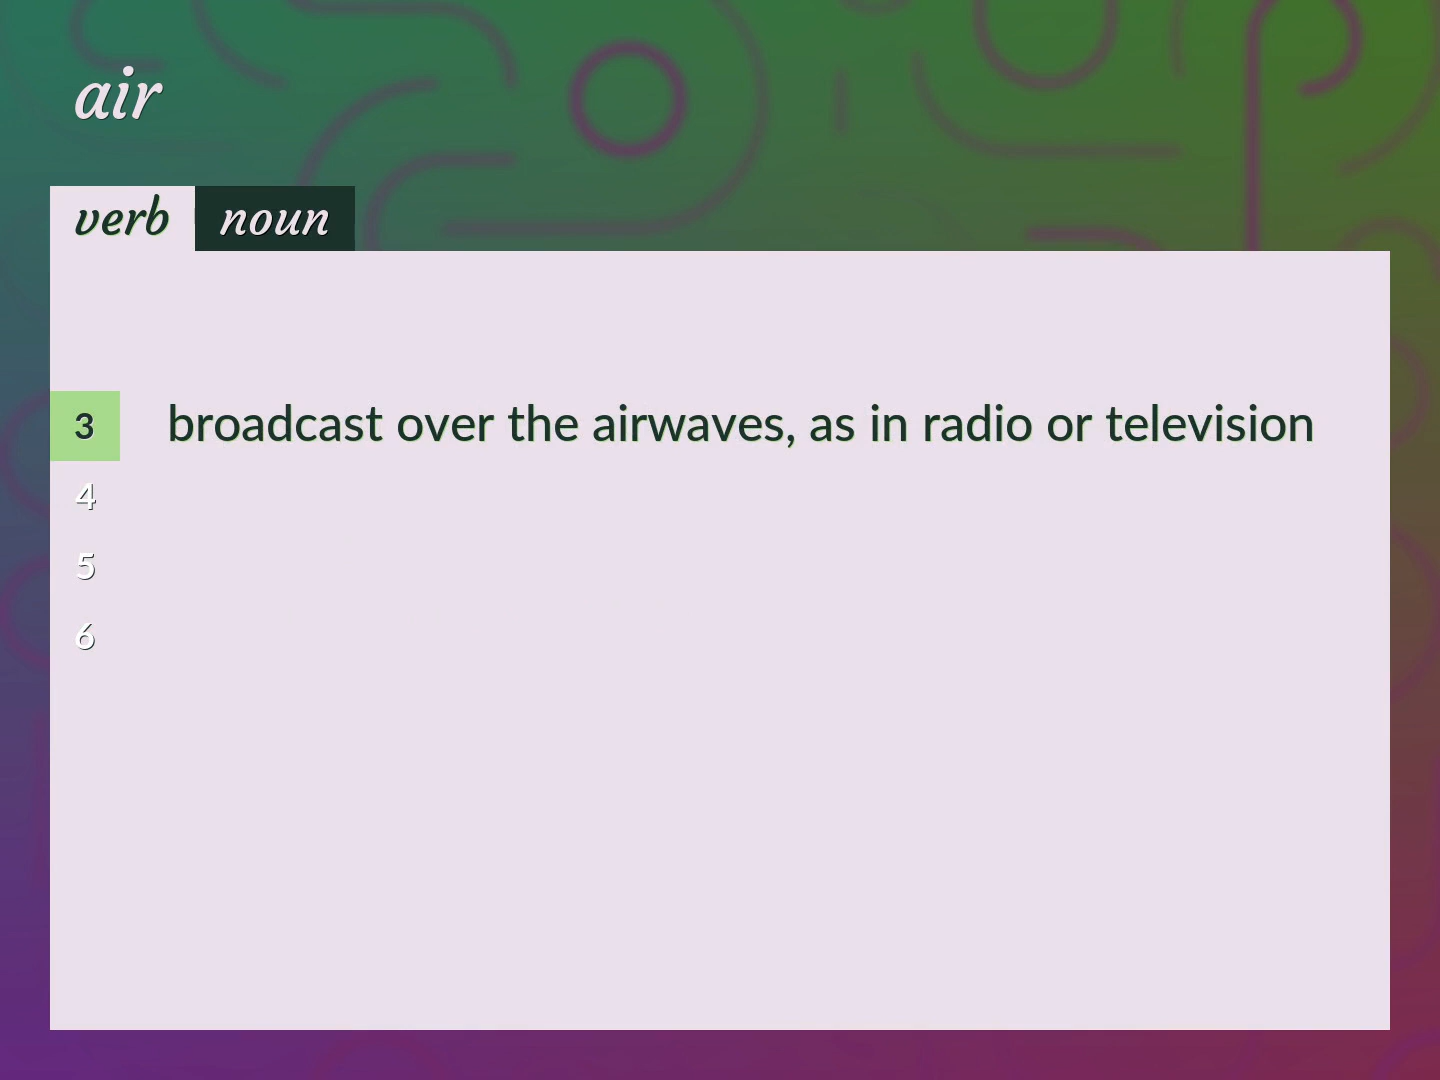 air
verb noun
3 broadcast over the airwaves, as in radio or television
4
5
6